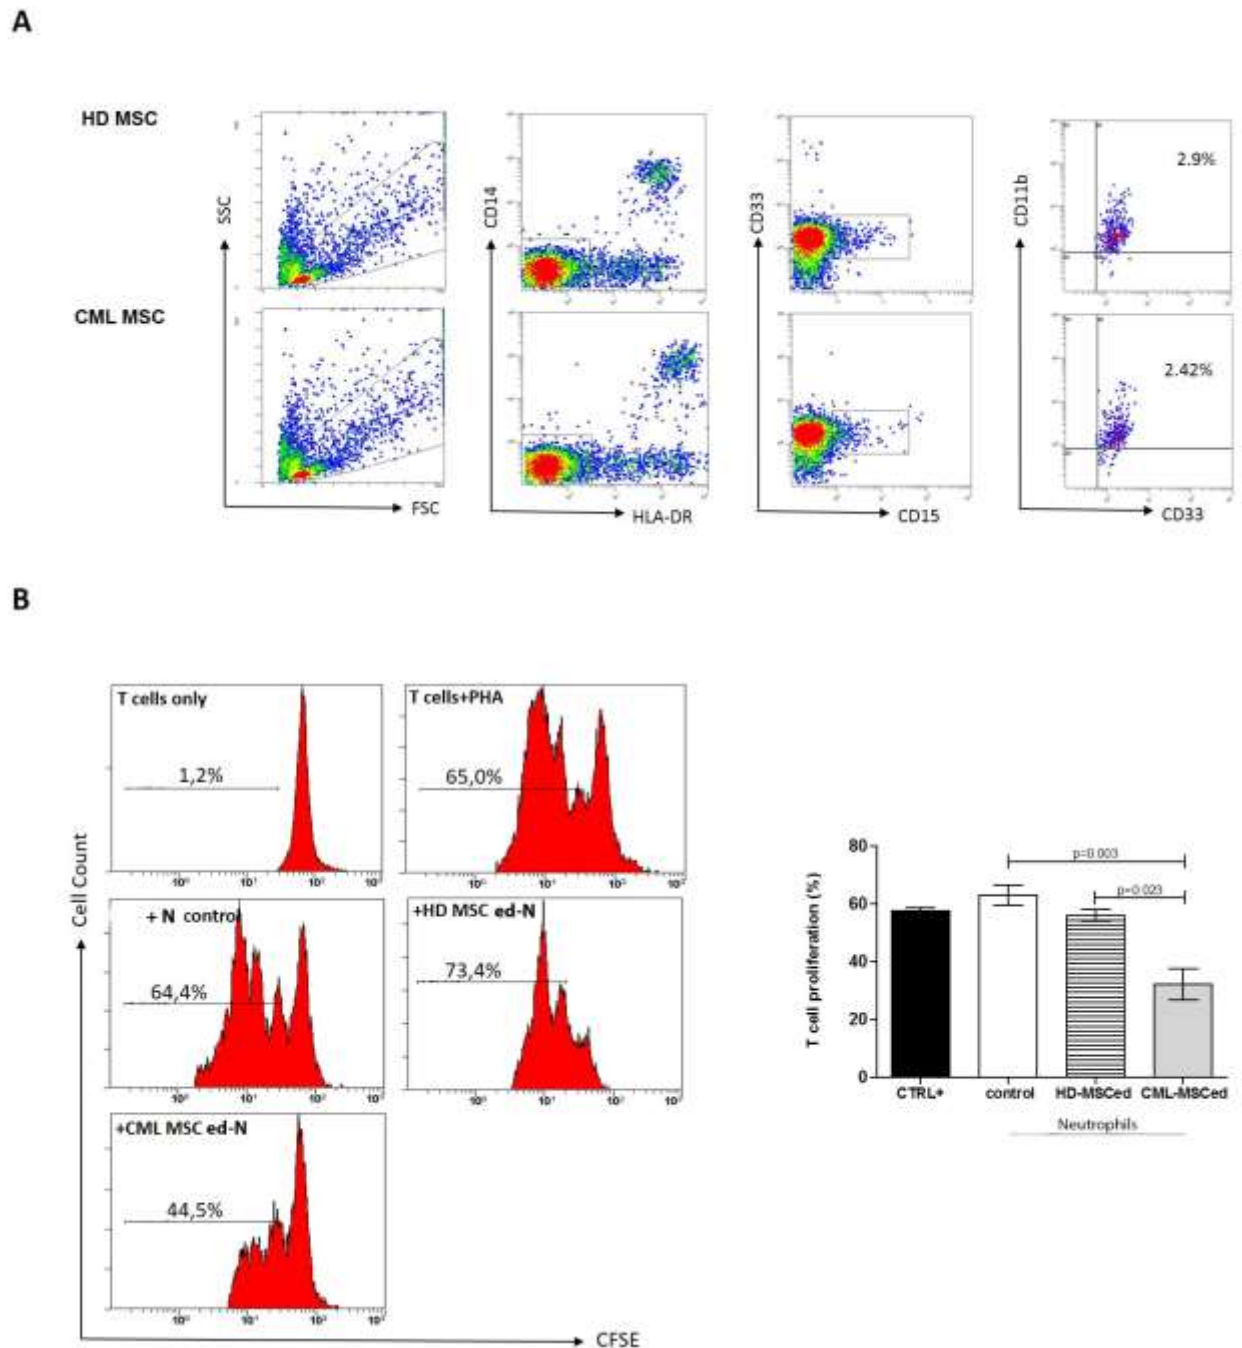 A
HD MSC
CML MSC
SSC
FSC
CD14
HLA-DR
CD33
CD15
CD11b
CD33
2.9%
2.42%
B
T cells only
1,2%
T cells+PHA
65,0%
+ N control
64,4%
+HD MSC ed-N
73,4%
+CML MSC ed-N
44,5%
Cell Count
CFSE
T cell proliferation (%)
80
60
40
20
0
p=0.003
p=0.023
CTRL+ control HD-MSCed CML-MSCed
Neutrophils